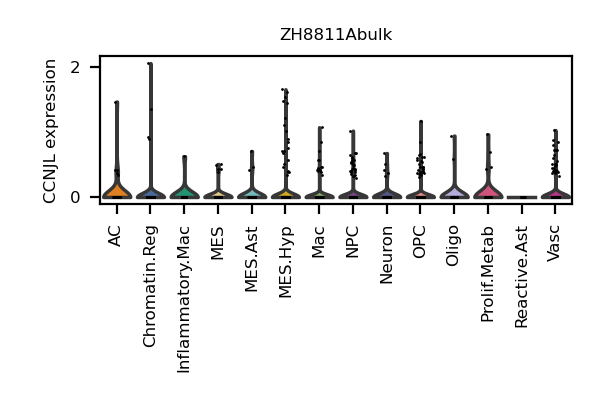 ZH8811Abulk
CCNJL expression
2
0
AC
Chromatin.Reg
Inflammatory.Mac
MES
MES.Ast
MES.Hyp
Mac
NPC
Neuron
OPC
Oligo
Prolif.Metab
Reactive.Ast
Vasc